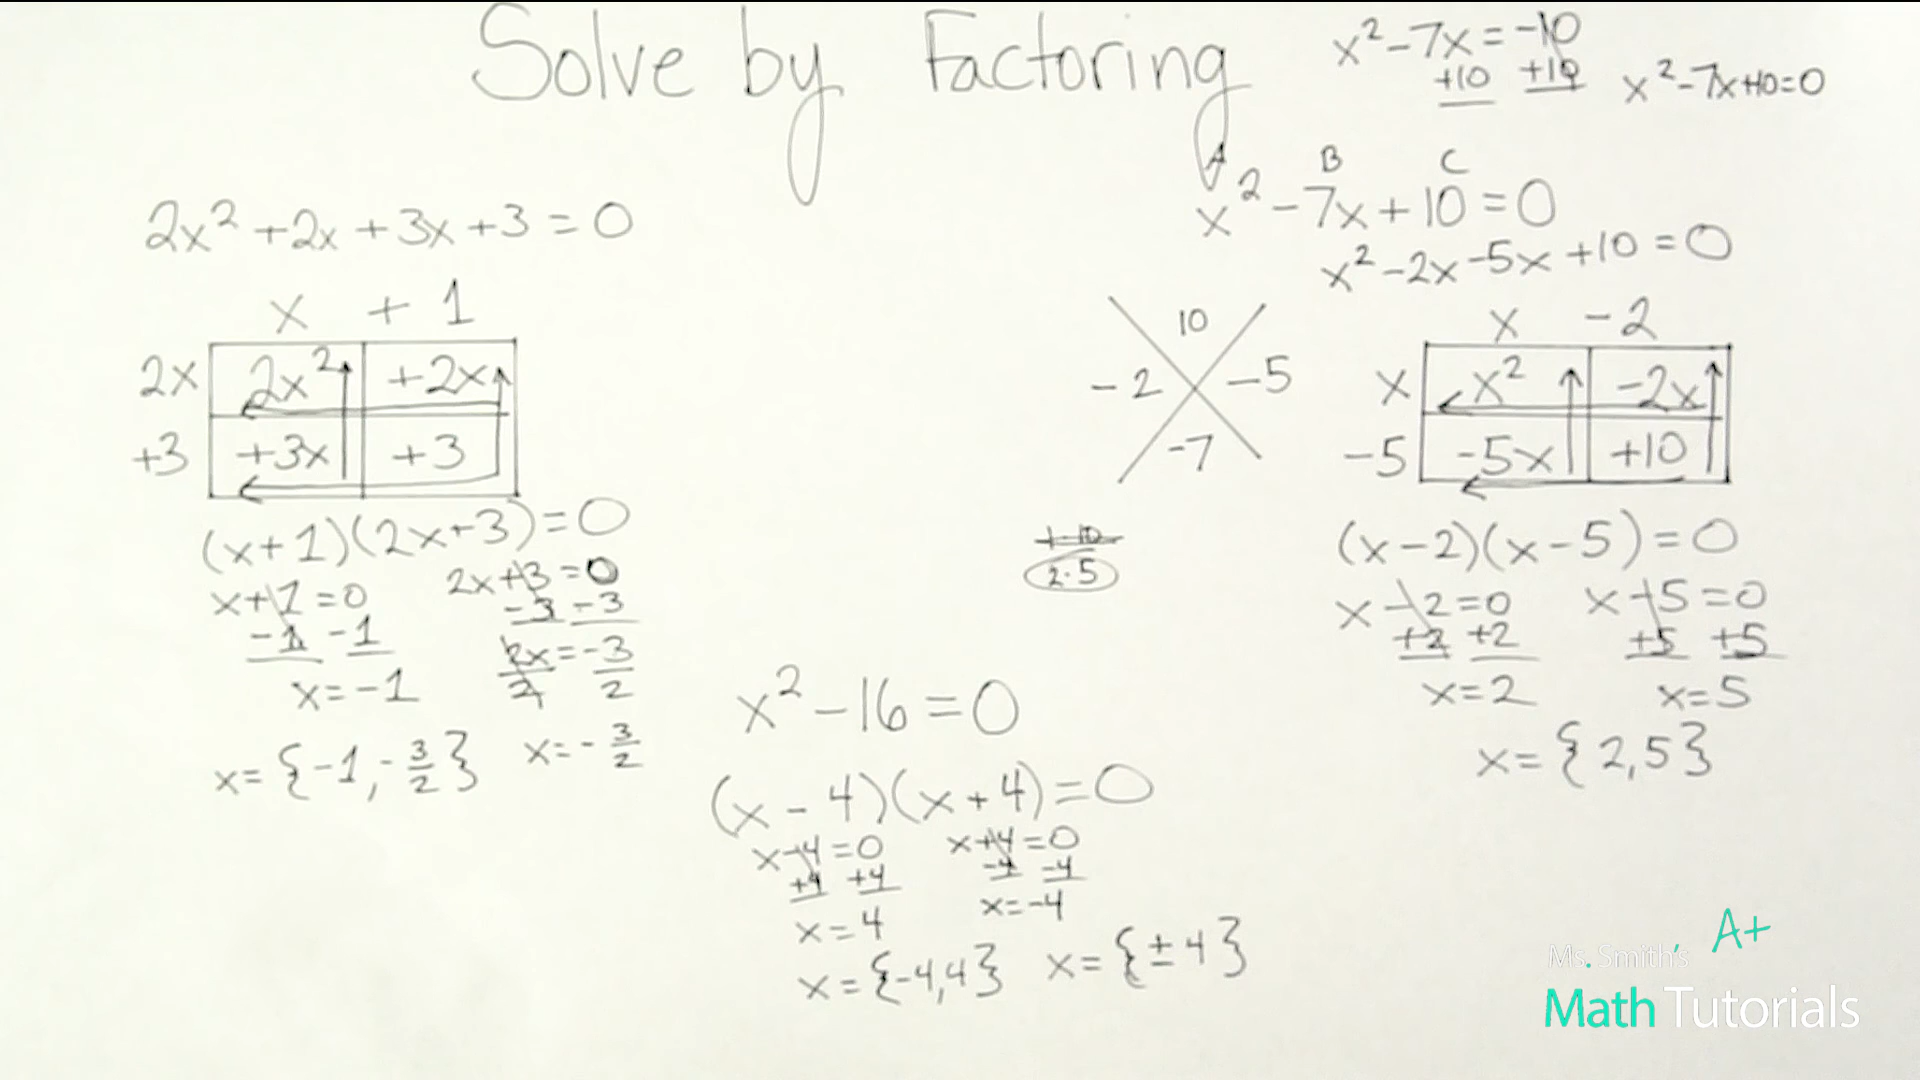 Solve by Factoring
2x² + 2x + 3x + 3 = 0
x + 1
2x 2x² +2x
+3 +3x +3
(x+1)(2x+3) = 0
x+1 = 0 2x+3 = 0
-1 -1 -3 -3
x = -1 2x = -3
2 2
x = -3/2
x = {-1, -3/2}
x² - 16 = 0
(x - 4)(x + 4) = 0
x-4 = 0 x+4 = 0
+4 +4 -4 -4
x = 4 x = -4
x = {-4, 4} x = {± 4}
x² - 7x = -10
+10 +10 x² - 7x + 10 = 0
A B C
x² - 7x + 10 = 0
x² - 2x - 5x + 10 = 0
10
-2 -5
-7
1·10
2·5
x - 2
x x² -2x
-5 -5x +10
(x - 2)(x - 5) = 0
x - 2 = 0 x - 5 = 0
+2 +2 +5 +5
x = 2 x = 5
x = {2, 5}
Ms. Smith's A+
Math Tutorials